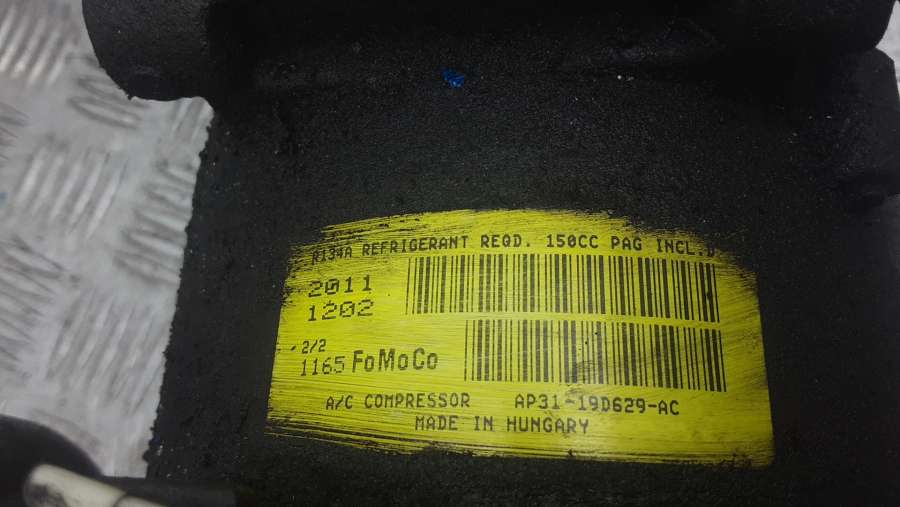 R134A REFRIGERANT REQD. 150CC PAG INCL.D
2011
1202
2/2
1165 FoMoCo
A/C COMPRESSOR AP31-19D629-AC
MADE IN HUNGARY